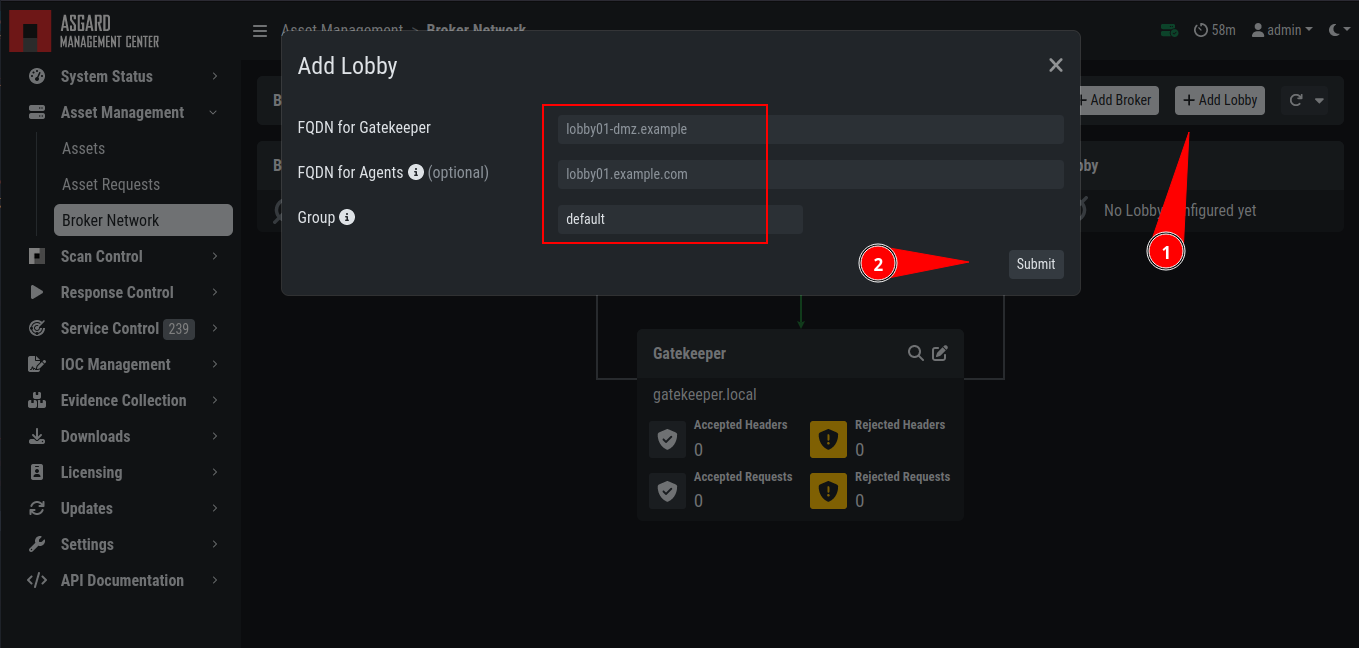 ASGARD
MANAGEMENT CENTER
Asset Management > Broker Network
58m
admin
System Status
Asset Management
Assets
Asset Requests
Broker Network
Scan Control
Response Control
Service Control 239
IOC Management
Evidence Collection
Downloads
Licensing
Updates
Settings
API Documentation
Add Broker
Add Lobby
No Lobby
yet
Add Lobby
FQDN for Gatekeeper
lobby01-dmz.example
FQDN for Agents (optional)
lobby01.example.com
Group
default
Submit
1
2
Gatekeeper
gatekeeper.local
Accepted Headers
0
Rejected Headers
0
Accepted Requests
0
Rejected Requests
0